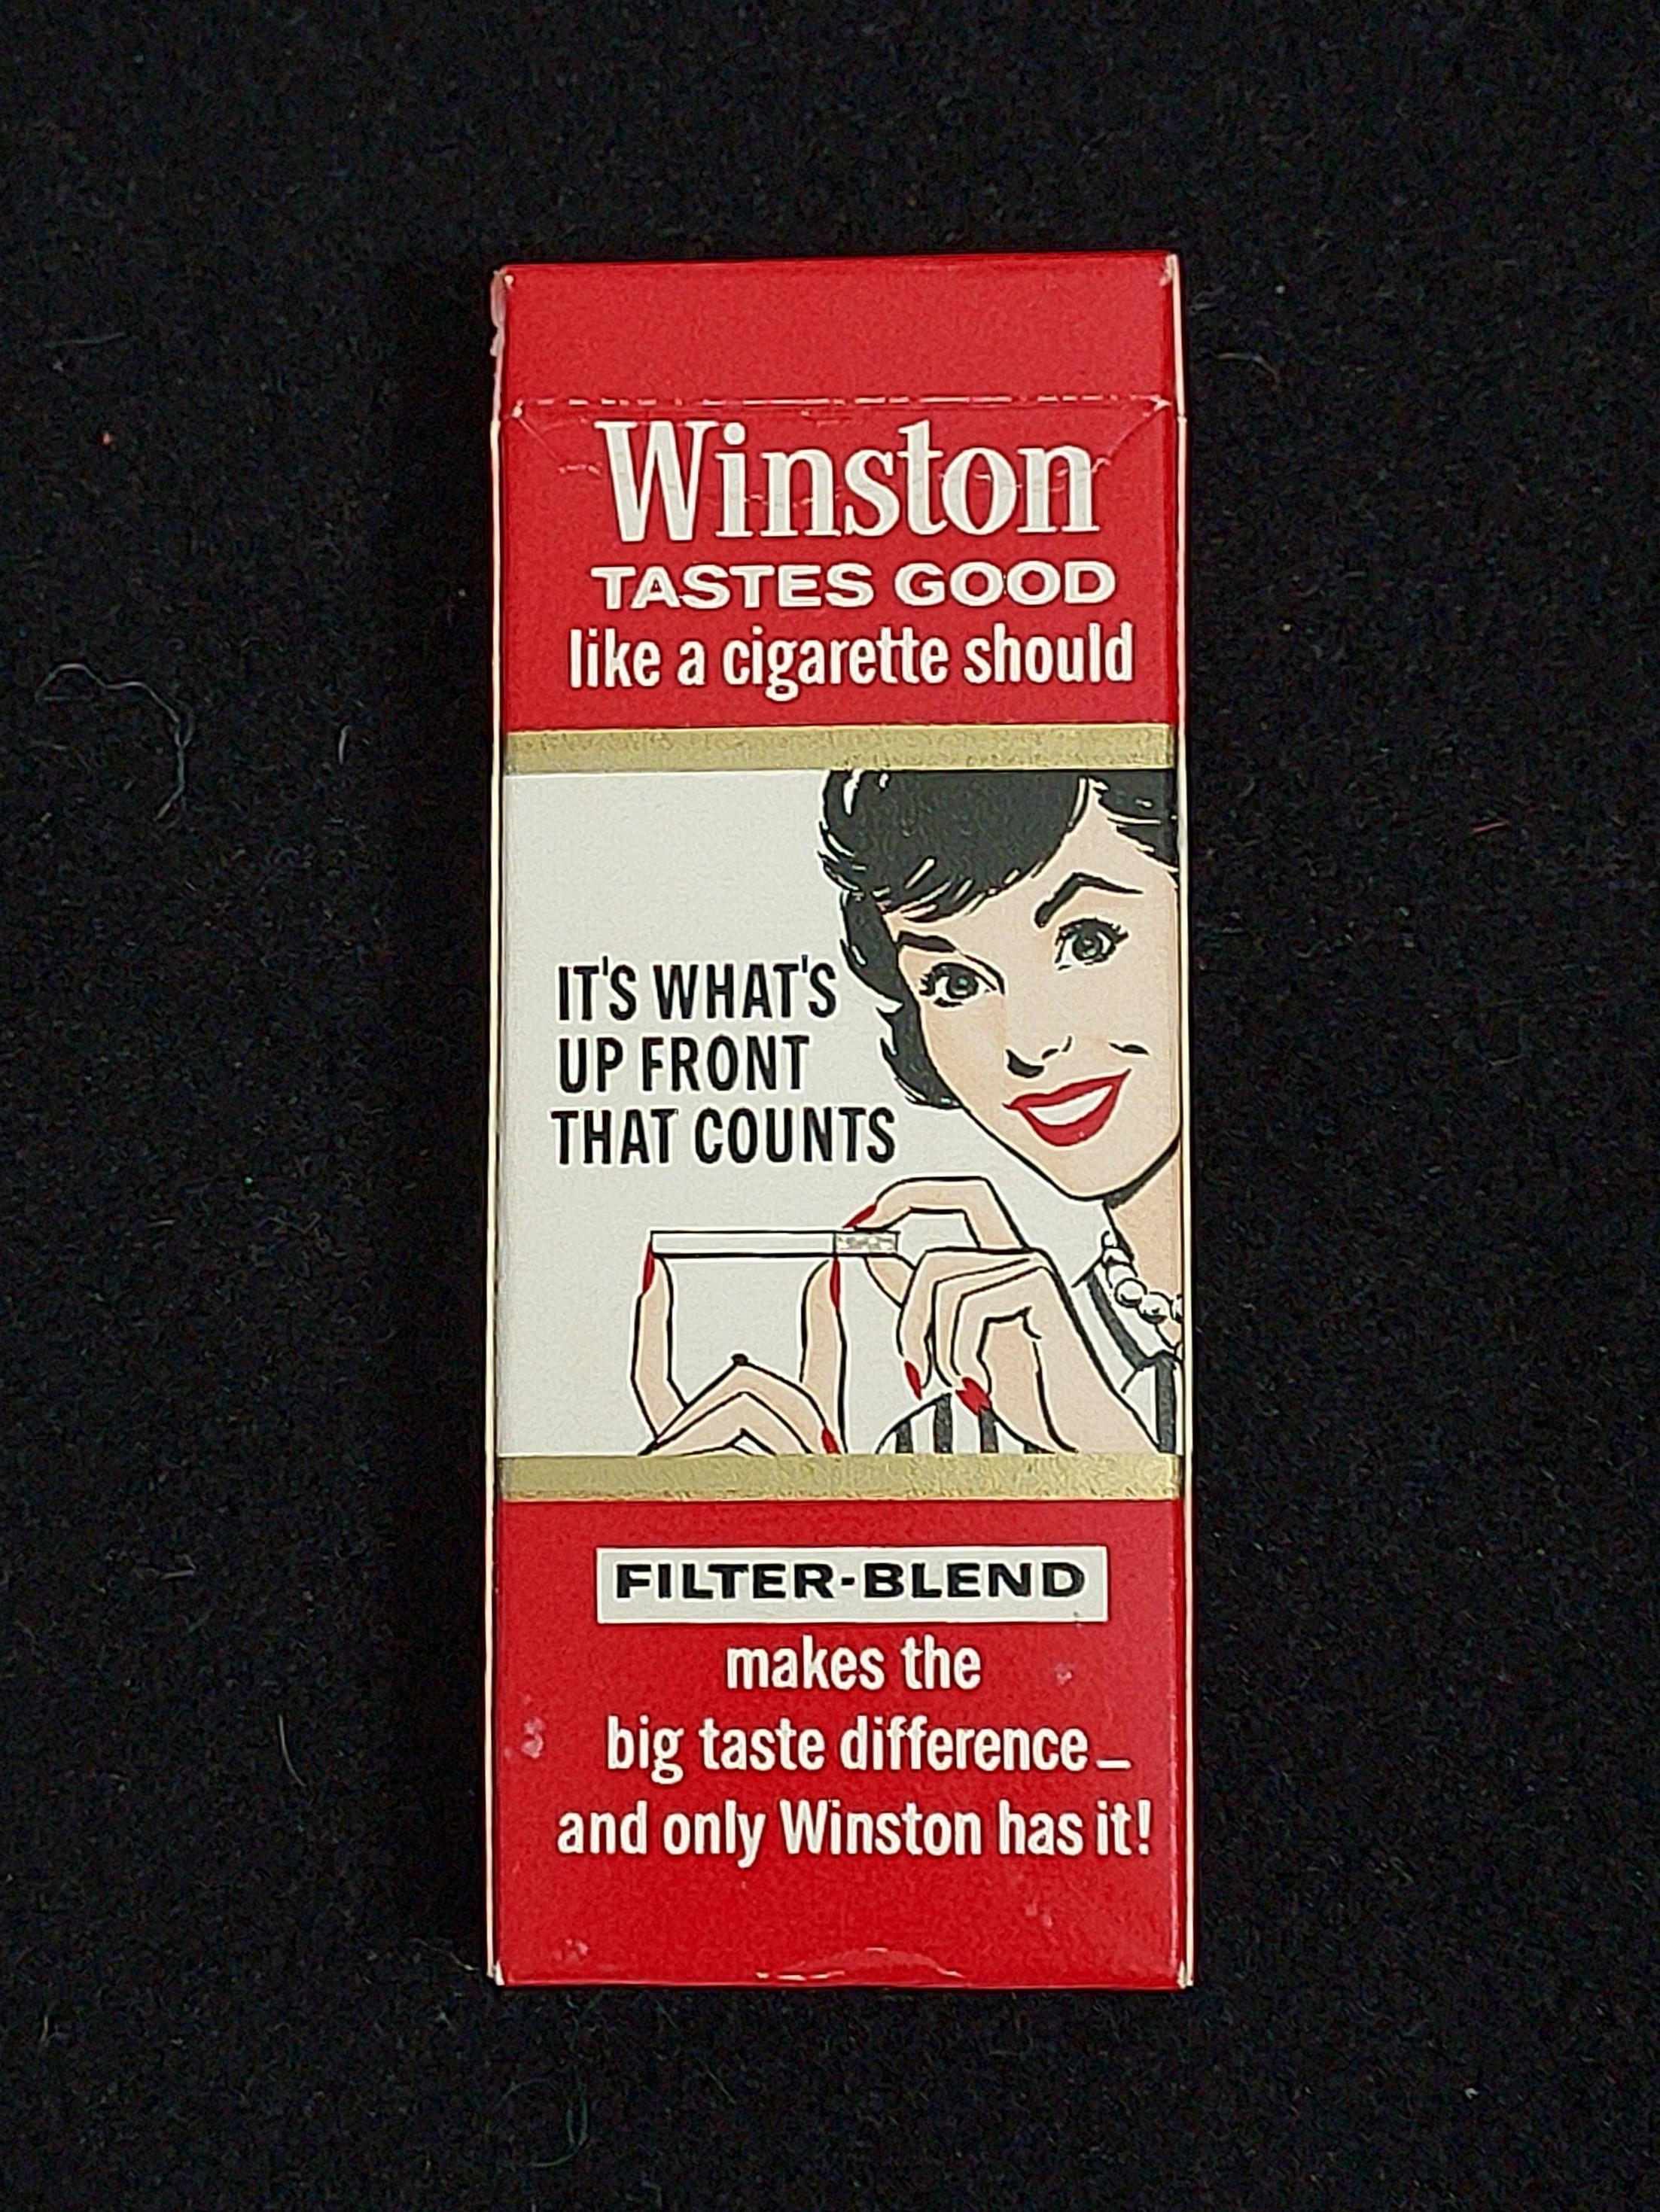 Winston
TASTES GOOD
like a cigarette should
IT'S WHAT'S
UP FRONT
THAT COUNTS
FILTER-BLEND
makes the
big taste difference—
and only Winston has it!